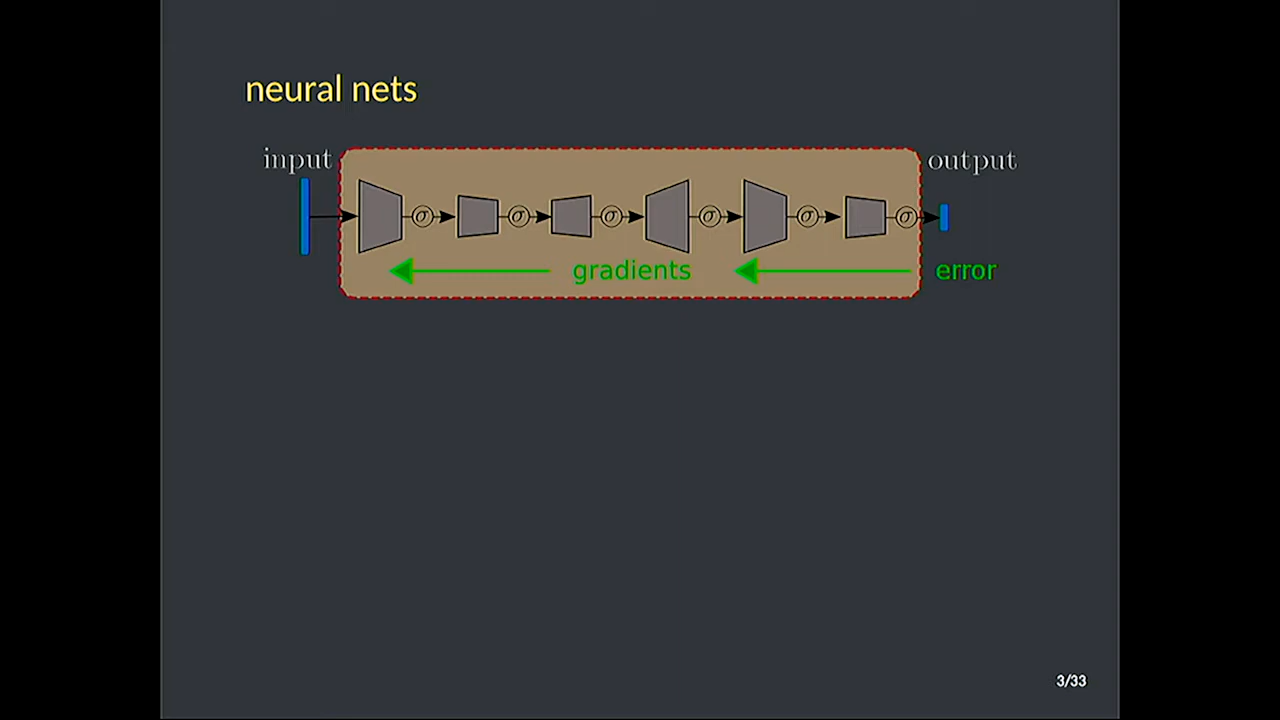 neural nets
input
output
σ σ σ σ σ σ
gradients
error
3/33